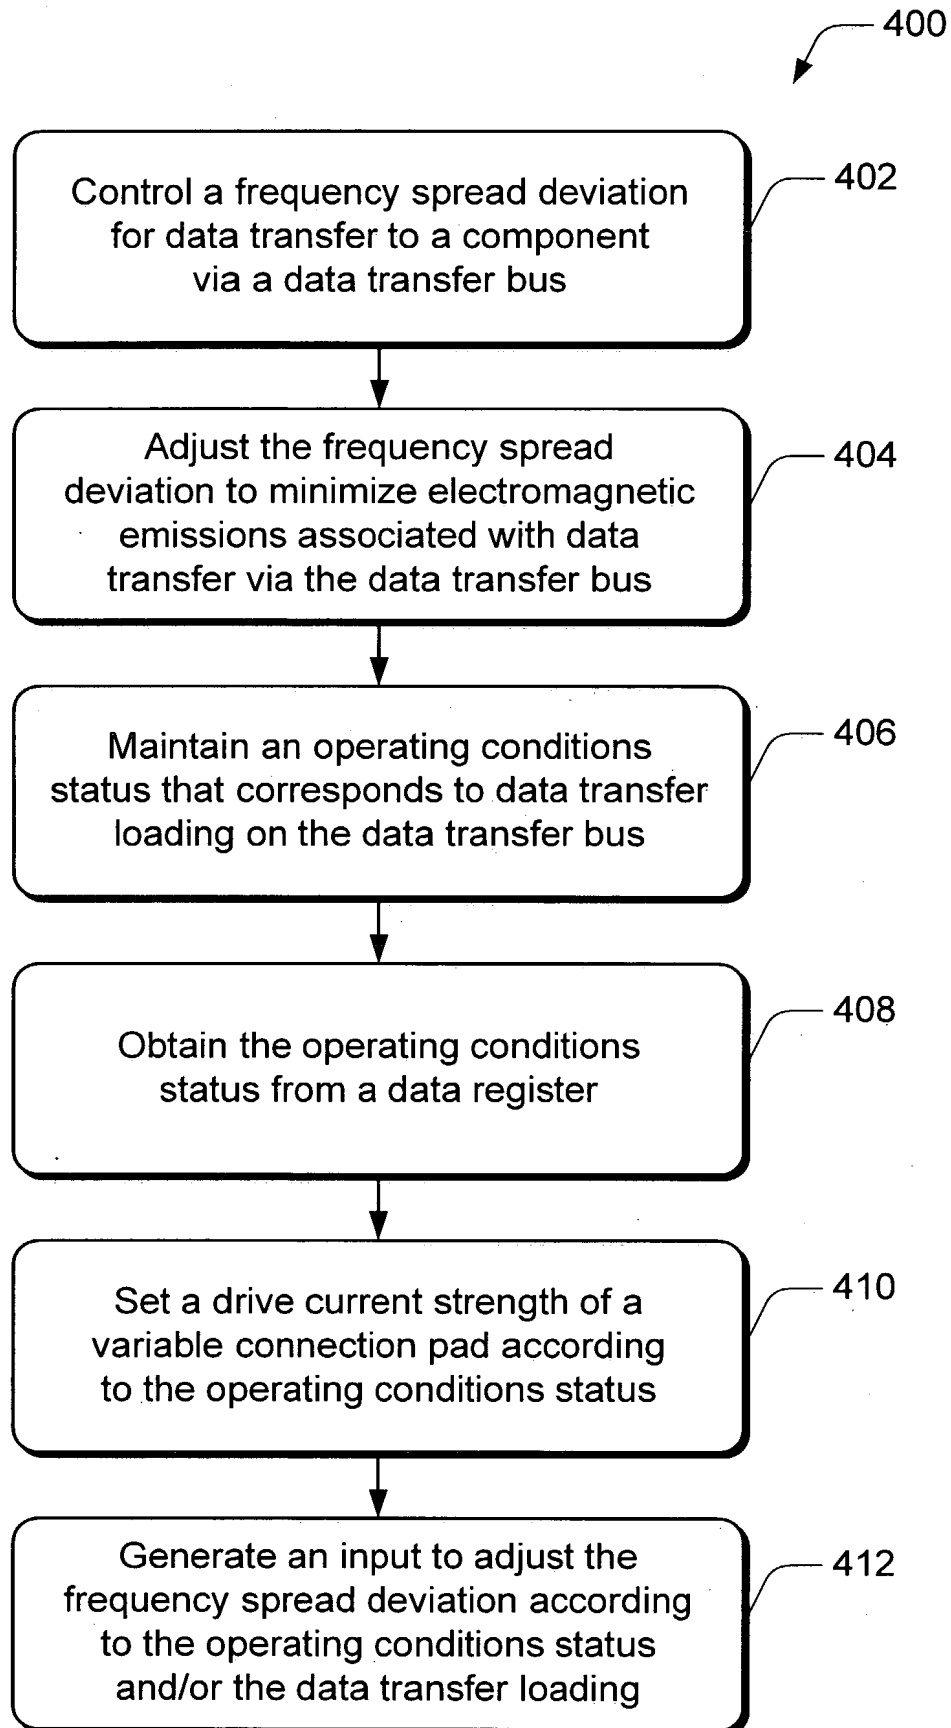 400
Control a frequency spread deviation
for data transfer to a component
via a data transfer bus
402
Adjust the frequency spread
deviation to minimize electromagnetic
emissions associated with data
transfer via the data transfer bus
404
Maintain an operating conditions
status that corresponds to data transfer
loading on the data transfer bus
406
Obtain the operating conditions
status from a data register
408
Set a drive current strength of a
variable connection pad according
to the operating conditions status
410
Generate an input to adjust the
frequency spread deviation according
to the operating conditions status
and/or the data transfer loading
412